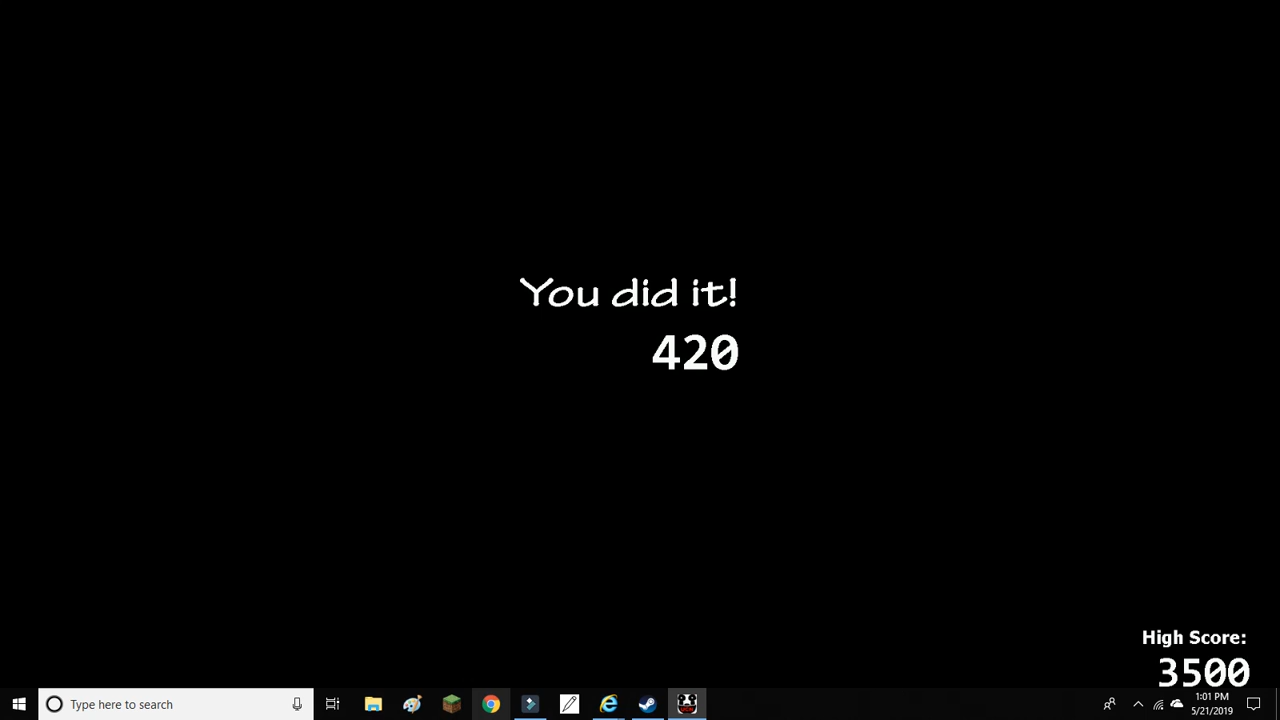 You did it!
420
High Score:
3500
Type here to search
1:01 PM
5/21/2019